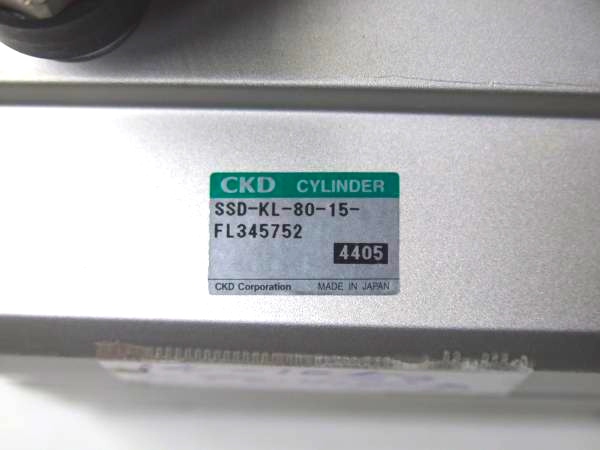 CKD CYLINDER
SSD-KL-80-15-
FL345752
4405
CKD Corporation MADE IN JAPAN